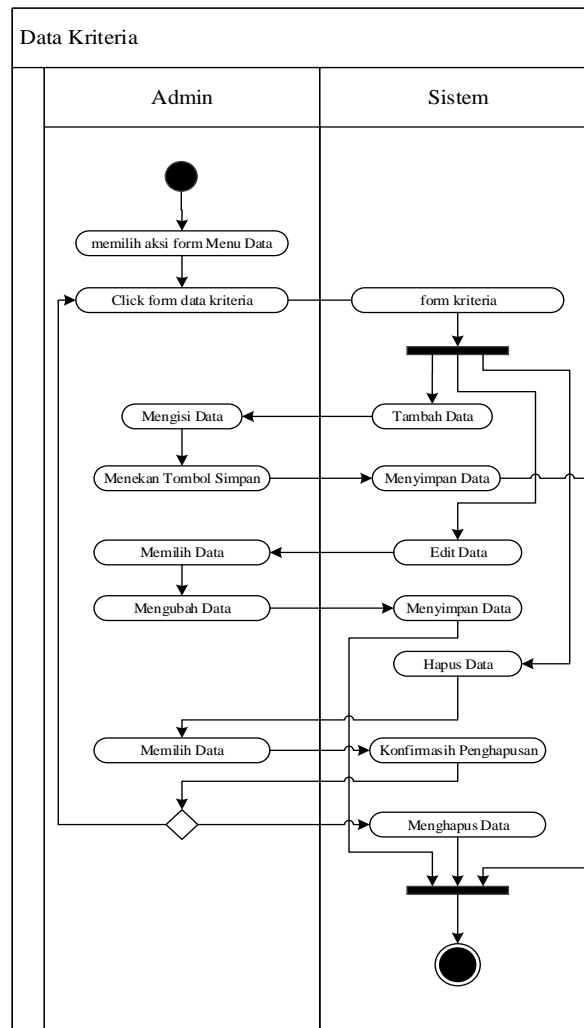 Data Kriteria
Admin
Sistem
memilih aksi form Menu Data
Click form data kriteria
form kriteria
Mengisi Data
Tambah Data
Menekan Tombol Simpan
Menyimpan Data
Memilih Data
Edit Data
Mengubah Data
Menyimpan Data
Hapus Data
Memilih Data
Konfirmasih Penghapusan
Menghapus Data